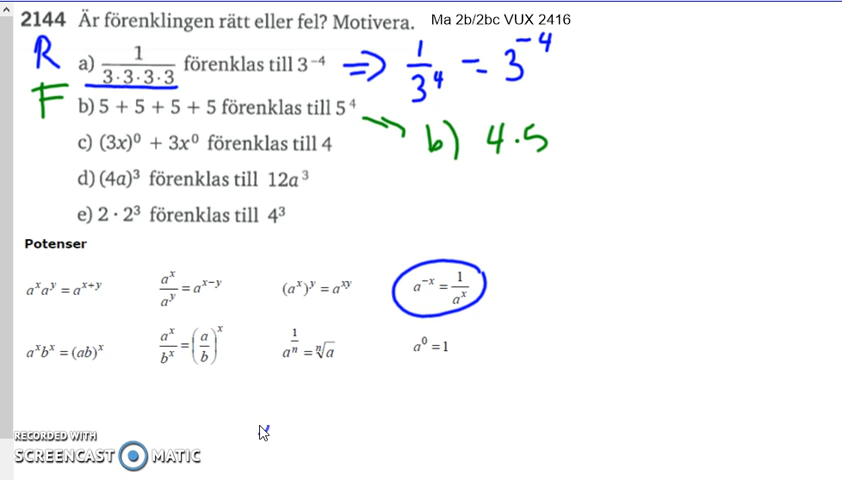 2144 Är förenklingen rätt eller fel? Motivera. Ma 2b/2bc VUX 2416
R a) 1/(3·3·3·3) förenklas till 3⁻⁴ ⇒ 1/3⁴ = 3⁻⁴
F b) 5 + 5 + 5 + 5 förenklas till 5⁴ ⇒ b) 4·5
c) (3x)⁰ + 3x⁰ förenklas till 4
d) (4a)³ förenklas till 12a³
e) 2 · 2³ förenklas till 4³
Potenser
aˣaʸ = aˣ⁺ʸ aˣ/aʸ = aˣ⁻ʸ (aˣ)ʸ = aˣʸ a⁻ˣ = 1/aˣ
aˣbˣ = (ab)ˣ aˣ/bˣ = (a/b)ˣ a^(1/n) = ⁿ√a a⁰ = 1
RECORDED WITH
SCREENCAST MATIC